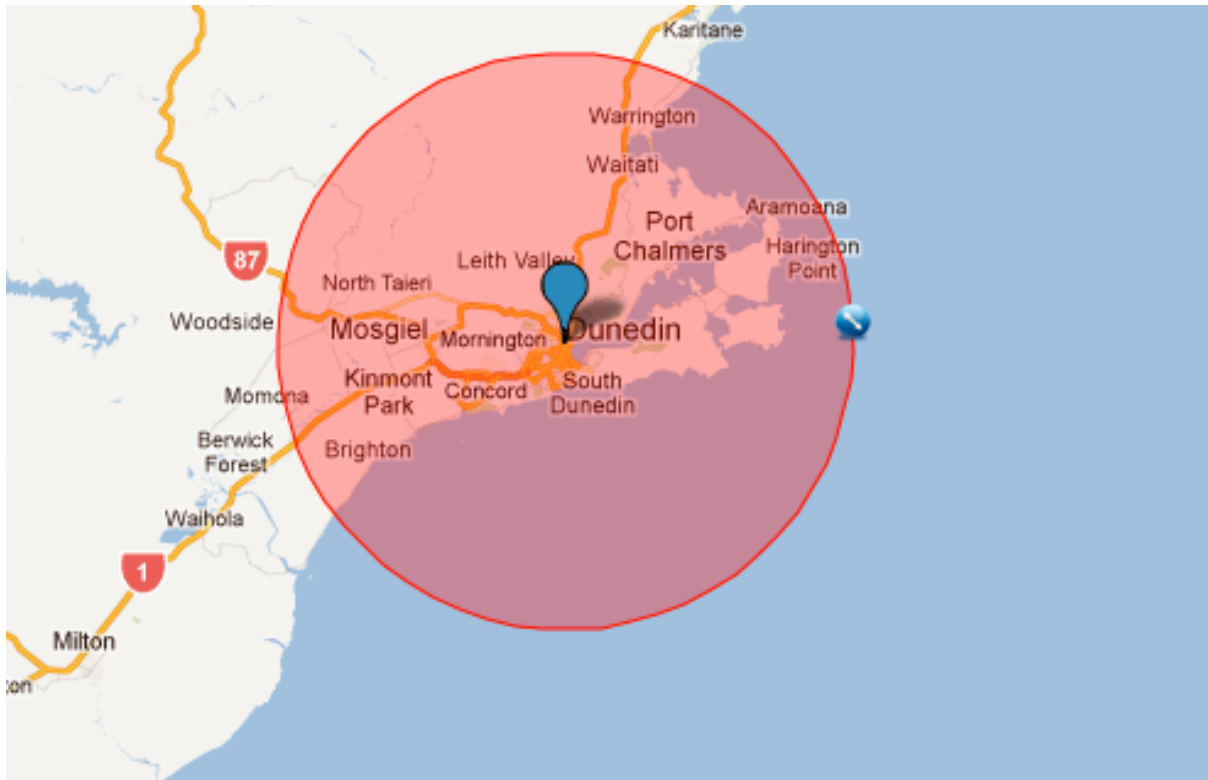 Karitane
Warrington
Waitati
Aramoana
Port
Chalmers
Harington
Point
87
Leith Valley
North Taieri
Woodside
Mosgiel
Mornington
Dunedin
Kinmont
Park
Concord
South
Dunedin
Momona
Berwick
Forest
Brighton
Waihola
1
Milton
ton